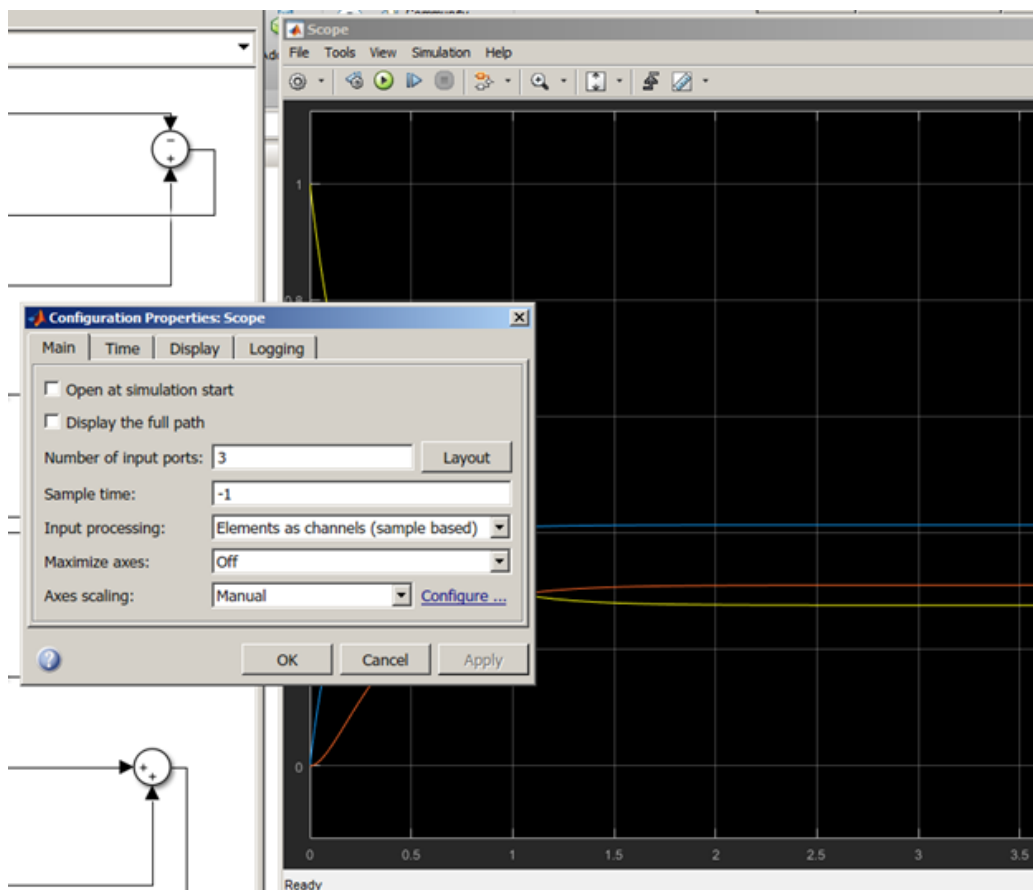 Scope
File Tools View Simulation Help
1
0.8
Configuration Properties: Scope
Main Time Display Logging
Open at simulation start
Display the full path
Number of input ports: 3 Layout
Sample time: -1
Input processing: Elements as channels (sample based)
Maximize axes: Off
Axes scaling: Manual Configure ...
OK Cancel Apply
0
0 0.5 1 1.5 2 2.5 3 3.5
Ready